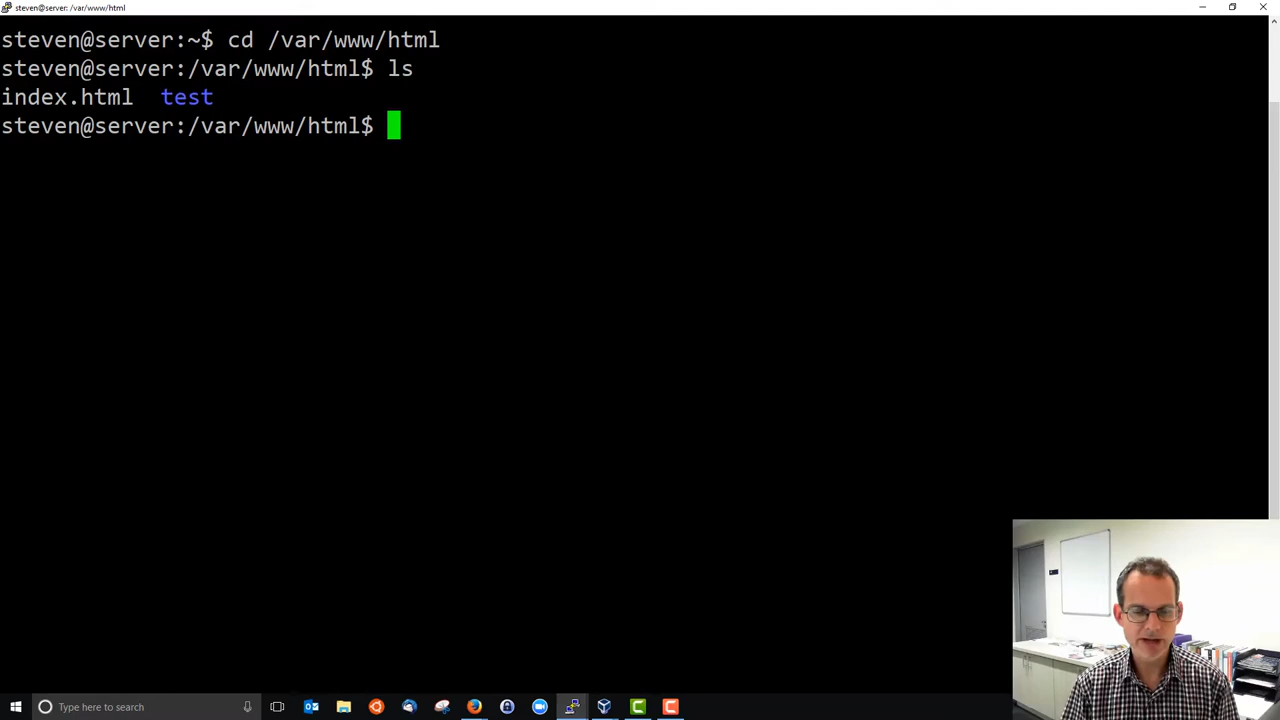 steven@server: /var/www/html
steven@server:~$ cd /var/www/html
steven@server:/var/www/html$ ls
index.html  test
steven@server:/var/www/html$
Type here to search